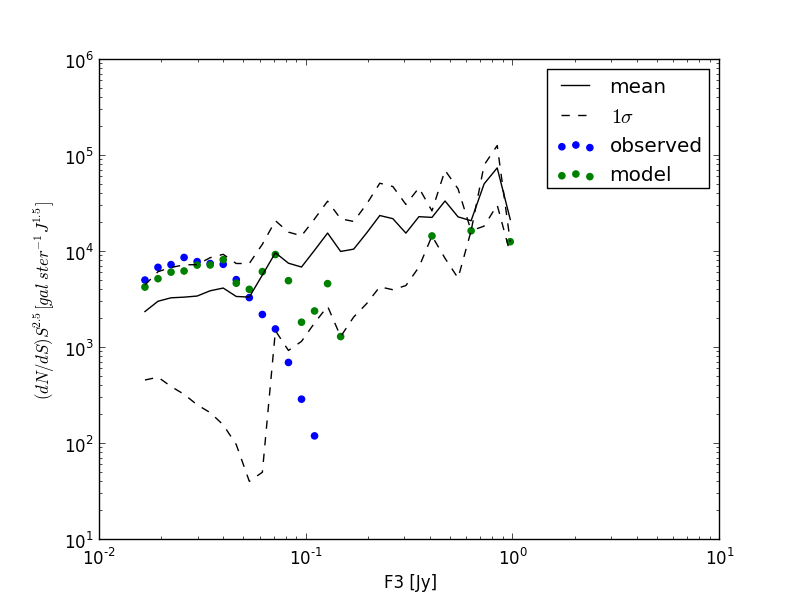 10^6
10^5
10^4
10^3
10^2
10^1
10^-2
10^-1
10^0
10^1
F3 [Jy]
(dN/dS)S^2.5 [gal ster^-1 J^1.5]
mean
1σ
observed
model